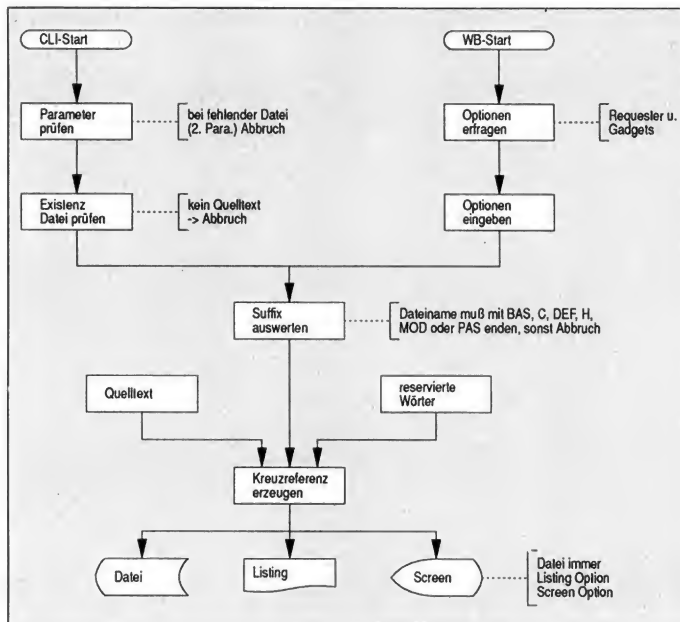 CLI-Start
WB-Start
Parameter
prüfen
bei fehlender Datei
(2. Para.) Abbruch
Optionen
erfragen
Requesler u.
Gadgets
Existenz
Datei prüfen
kein Quelltext
-> Abbruch
Optionen
eingeben
Suffix
auswerten
Dateiname muß mit BAS, C, DEF, H,
MOD oder PAS enden, sonst Abbruch
Quelltext
reservierte
Wörter
Kreuzreferenz
erzeugen
Datei
Listing
Screen
Datei immer
Listing Option
Screen Option